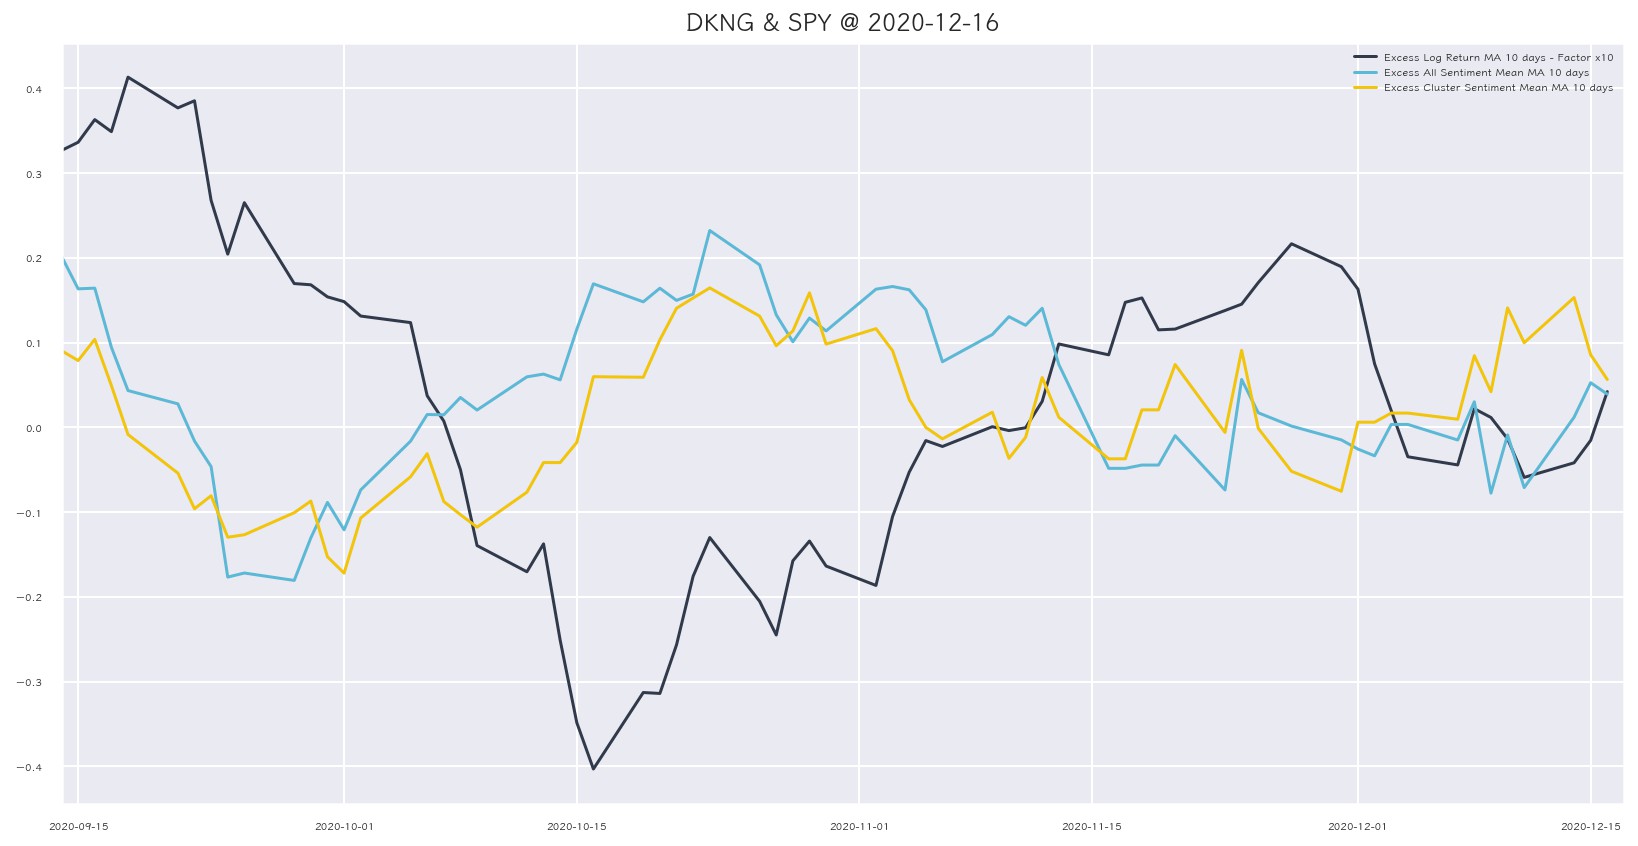 DKNG & SPY @ 2020-12-16
Excess Log Return MA 10 days - Factor x10
Excess All Sentiment Mean MA 10 days
Excess Cluster Sentiment Mean MA 10 days
0.4
0.3
0.2
0.1
0.0
−0.1
−0.2
−0.3
−0.4
2020-09-15 2020-10-01 2020-10-15 2020-11-01 2020-11-15 2020-12-01 2020-12-15